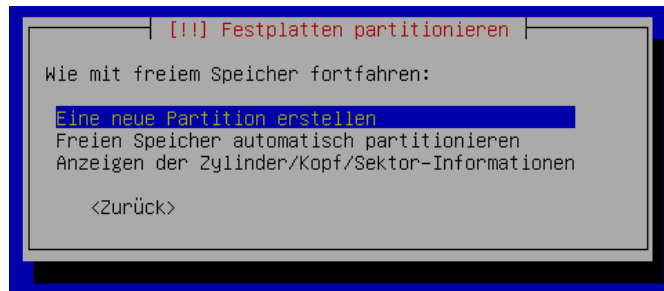 [!!] Festplatten partitionieren
Wie mit freiem Speicher fortfahren:
Eine neue Partition erstellen
Freien Speicher automatisch partitionieren
Anzeigen der Zylinder/Kopf/Sektor-Informationen
<Zurück>